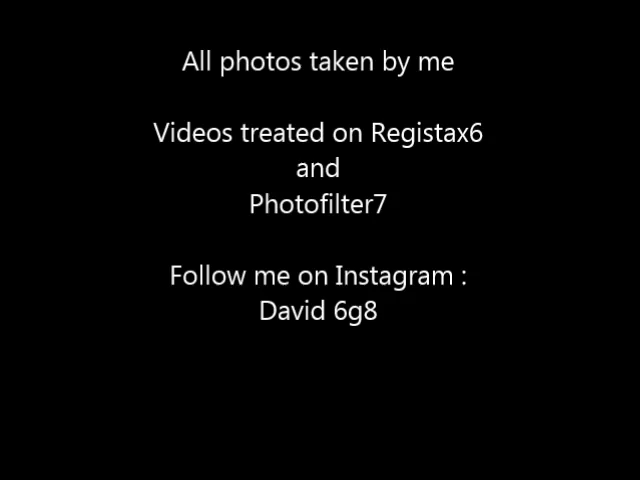 All photos taken by me
Videos treated on Registax6
and
Photofilter7
Follow me on Instagram :
David 6g8